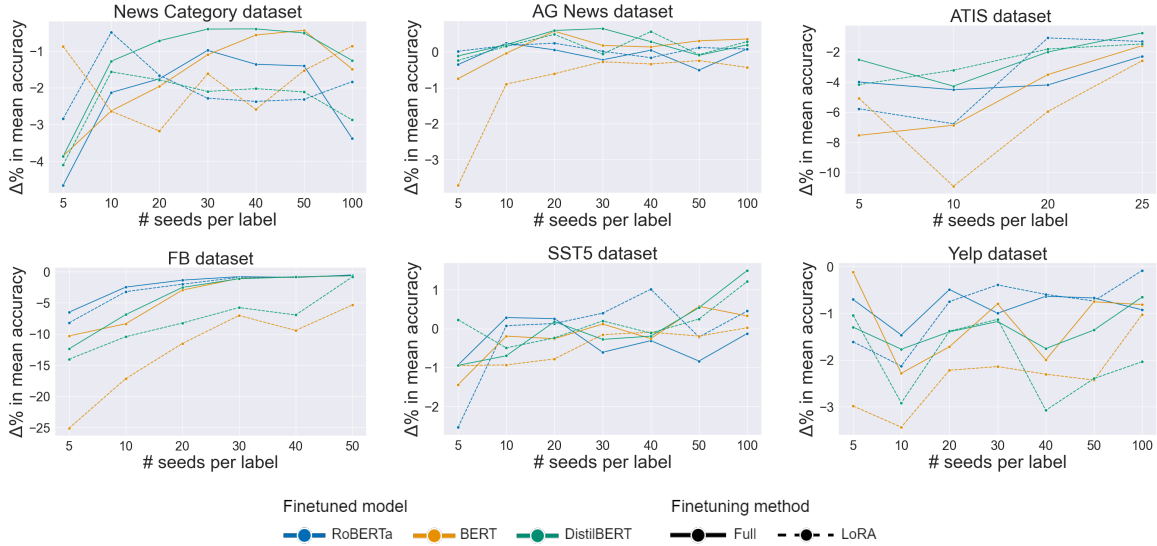 News Category dataset
Δ% in mean accuracy
−1
−2
−3
−4
5 10 20 30 40 50 100
# seeds per label
AG News dataset
Δ% in mean accuracy
0
−1
−2
−3
5 10 20 30 40 50 100
# seeds per label
ATIS dataset
Δ% in mean accuracy
−2
−4
−6
−8
−10
5 10 20 25
# seeds per label
FB dataset
Δ% in mean accuracy
0
−5
−10
−15
−20
−25
5 10 20 30 40 50
# seeds per label
SST5 dataset
Δ% in mean accuracy
1
0
−1
−2
5 10 20 30 40 50 100
# seeds per label
Yelp dataset
Δ% in mean accuracy
0
−1
−2
−3
5 10 20 30 40 50 100
# seeds per label
Finetuned model
RoBERTa BERT DistilBERT
Finetuning method
Full LoRA